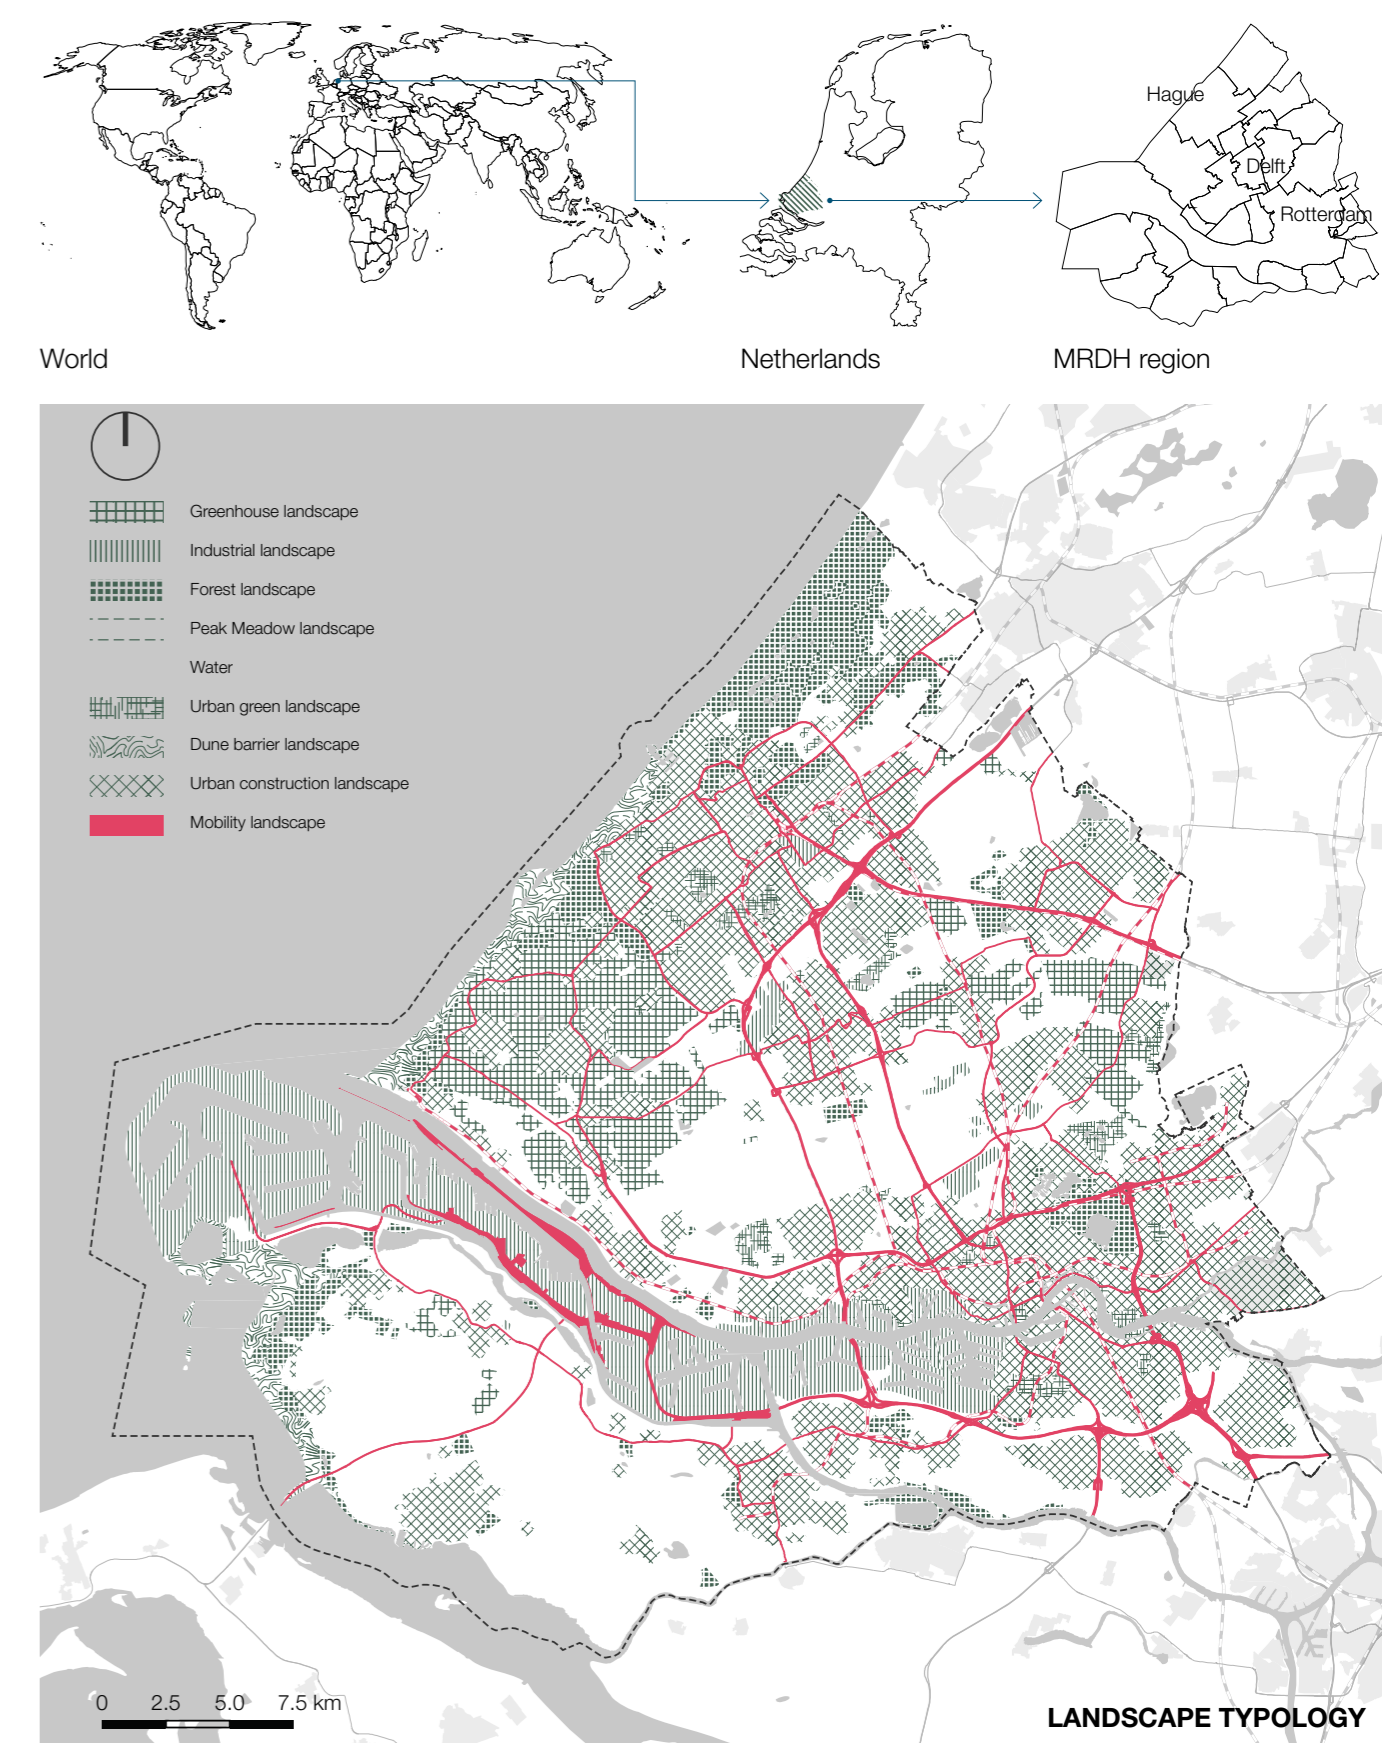 Hague
Delft
Rotterdam
World
Netherlands
MRDH region
Greenhouse landscape
Industrial landscape
Forest landscape
Peak Meadow landscape
Water
Urban green landscape
Dune barrier landscape
Urban construction landscape
Mobility landscape
0 2.5 5.0 7.5 km
LANDSCAPE TYPOLOGY